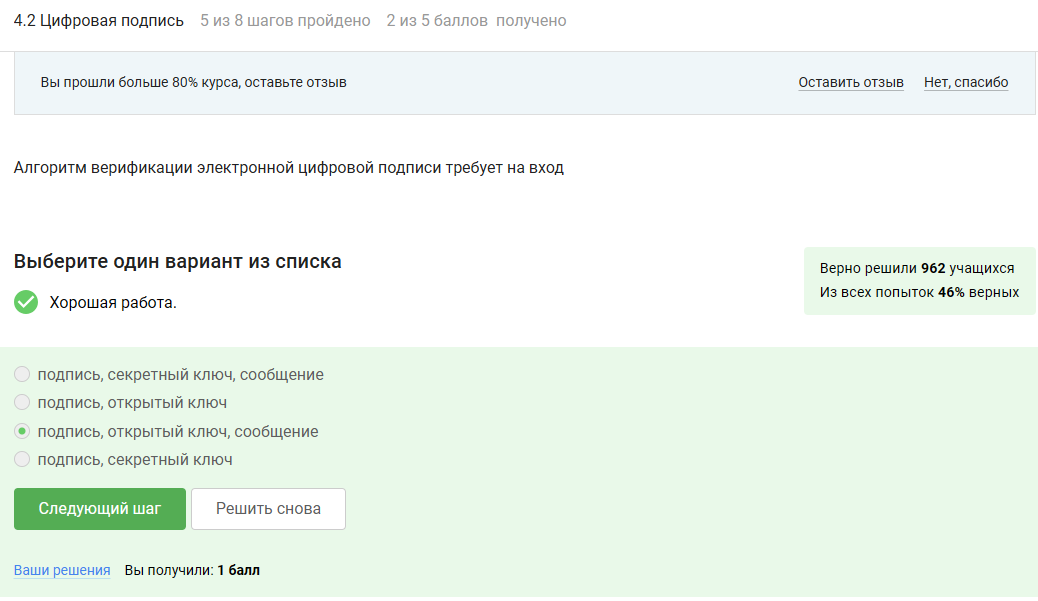 4.2 Цифровая подпись 5 из 8 шагов пройдено 2 из 5 баллов получено
Вы прошли больше 80% курса, оставьте отзыв Оставить отзыв Нет, спасибо
Алгоритм верификации электронной цифровой подписи требует на вход
Выберите один вариант из списка
Верно решили 962 учащихся
Из всех попыток 46% верных
Хорошая работа.
подпись, секретный ключ, сообщение
подпись, открытый ключ
подпись, открытый ключ, сообщение
подпись, секретный ключ
Следующий шаг Решить снова
Ваши решения Вы получили: 1 балл